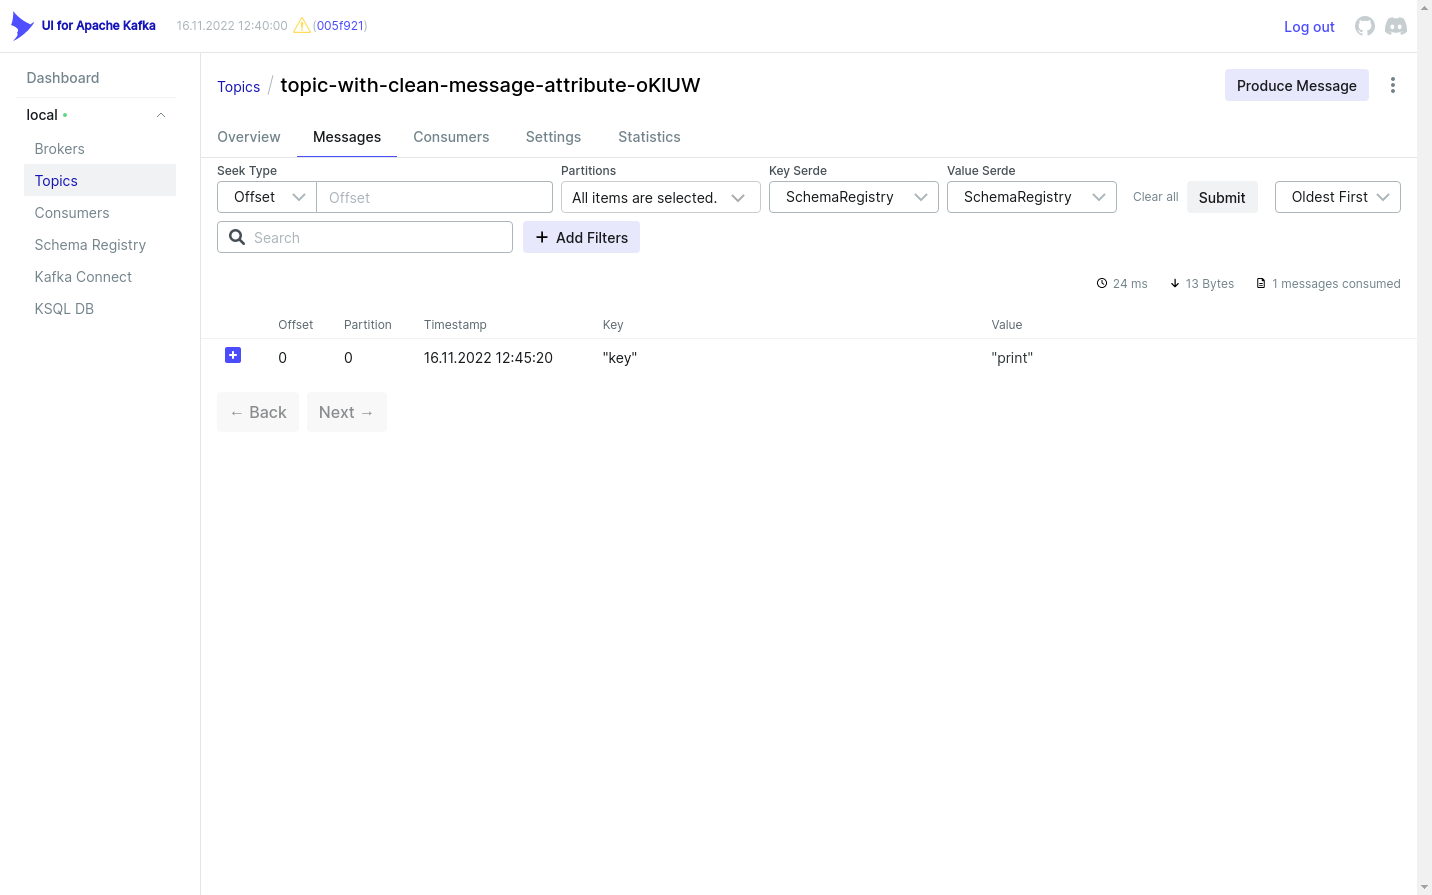 UI for Apache Kafka 16.11.2022 12:40:00 (005f921) Log out
Dashboard
local
Brokers
Topics
Consumers
Schema Registry
Kafka Connect
KSQL DB
Topics / topic-with-clean-message-attribute-oKIUW Produce Message
Overview Messages Consumers Settings Statistics
Seek Type Partitions Key Serde Value Serde
Offset Offset All items are selected. SchemaRegistry SchemaRegistry Clear all Submit Oldest First
Search + Add Filters
24 ms 13 Bytes 1 messages consumed
Offset Partition Timestamp Key Value
0 0 16.11.2022 12:45:20 "key" "print"
← Back Next →